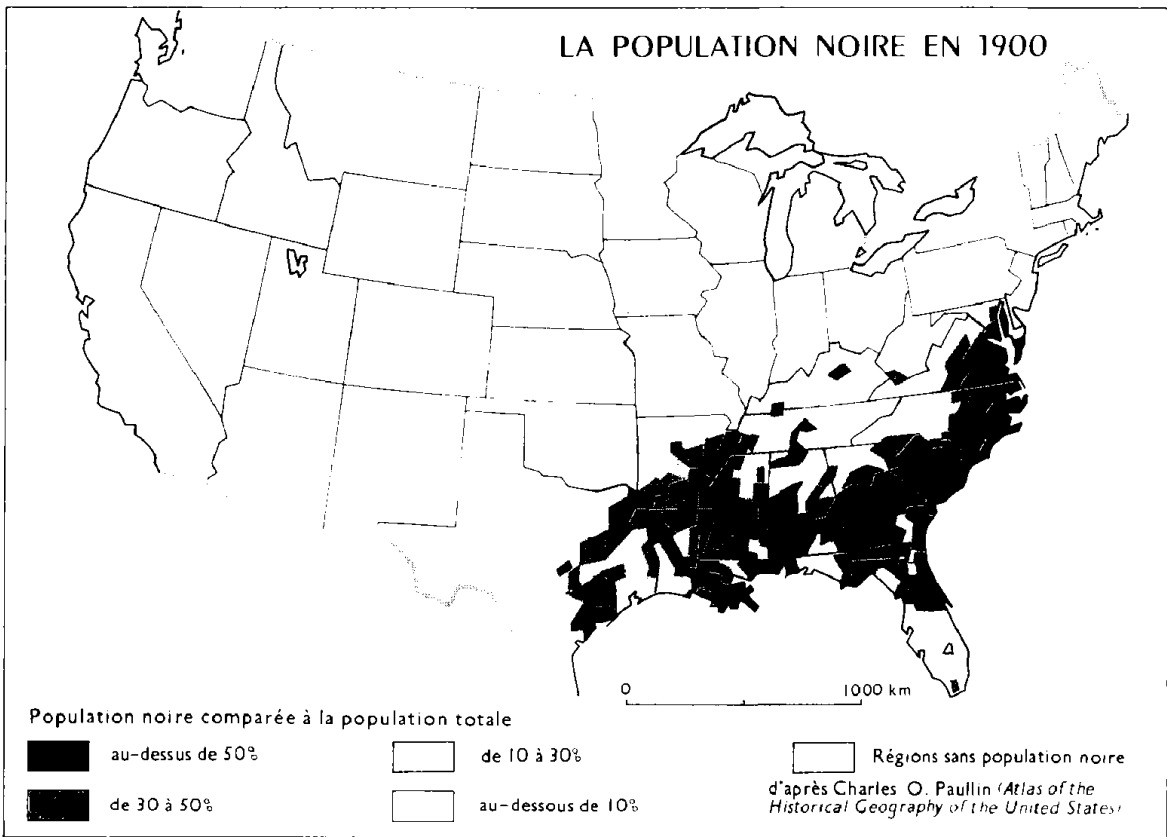 LA POPULATION NOIRE EN 1900
0 1000 km
Population noire comparée à la population totale
au-dessus de 50%
de 10 à 30%
Régions sans population noire
de 30 à 50%
au-dessous de 10%
d'après Charles O. Paullin (Atlas of the
Historical Geography of the United States)